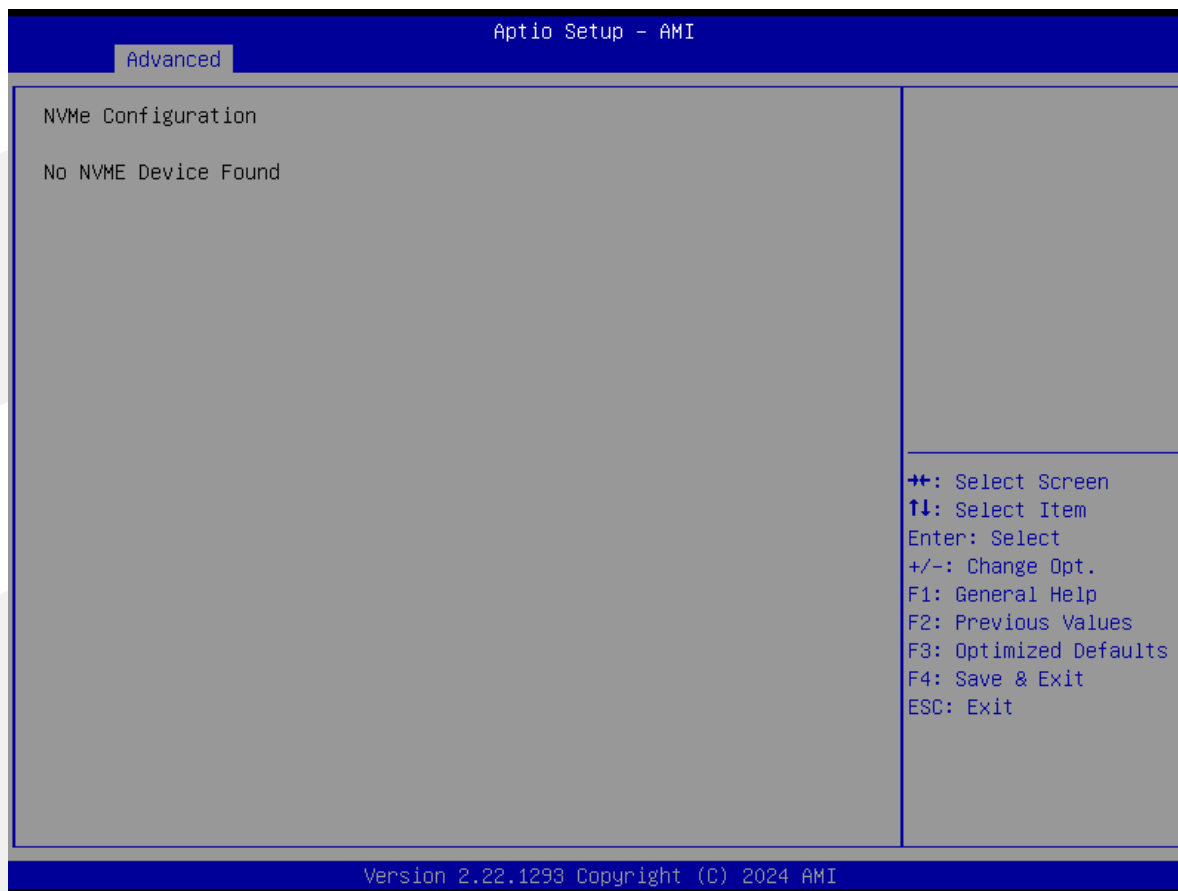 Aptio Setup – AMI
Advanced
NVMe Configuration
No NVME Device Found
→←: Select Screen
↑↓: Select Item
Enter: Select
+/-: Change Opt.
F1: General Help
F2: Previous Values
F3: Optimized Defaults
F4: Save & Exit
ESC: Exit
Version 2.22.1293 Copyright (C) 2024 AMI